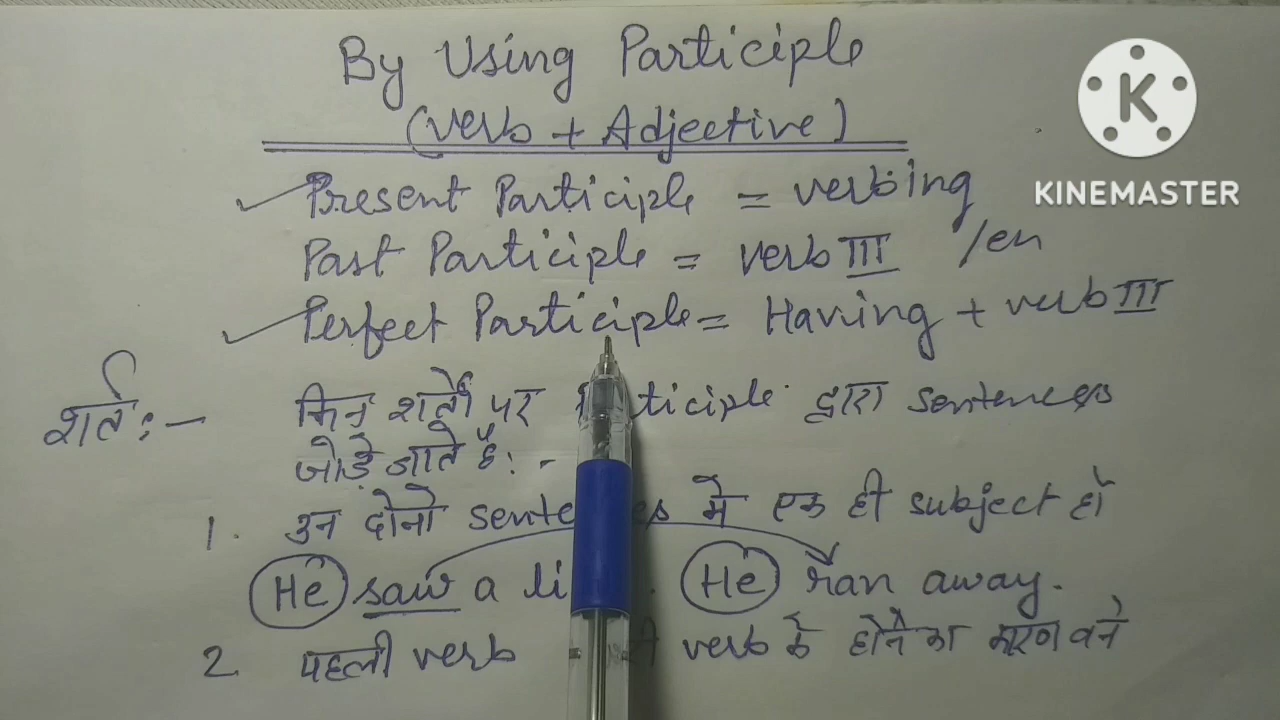 By Using Participle
(verb + Adjective)
K
KINEMASTER
Present Participle = verbing
Past Participle = verb III /en
Perfect Participle = Having + verb III
शर्त :- किन शर्तों पर ticiple द्वारा sentences
जोड़े जाते है : -
1. उन दोनो sente es मे एक ही subject हो
He saw a li . He ran away.
2. पहली verb verb के होने का कारण बने